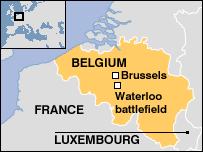 BELGIUM
Brussels
Waterloo
battlefield
FRANCE
LUXEMBOURG